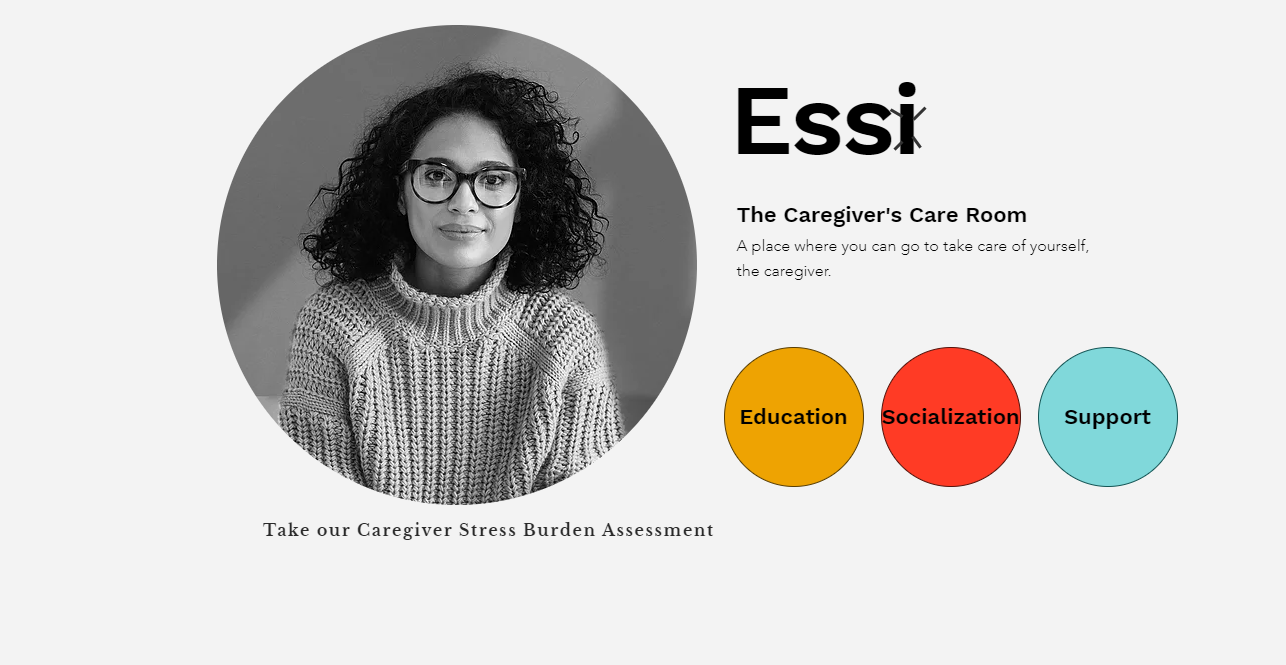 Essi
The Caregiver's Care Room
A place where you can go to take care of yourself,
the caregiver.
Education
Socialization
Support
Take our Caregiver Stress Burden Assessment